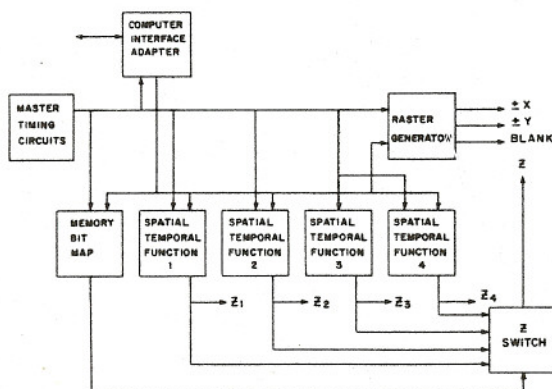 COMPUTER
INTERFACE
ADAPTER
MASTER
TIMING
CIRCUITS
RASTER
GENERATOW
± X
± Y
BLANK
Z
MEMORY
BIT
MAP
SPATIAL
TEMPORAL
FUNCTION
1
SPATIAL
TEMPORAL
FUNCTION
2
SPATIAL
TEMPORAL
FUNCTION
3
SPATIAL
TEMPORAL
FUNCTION
4
Z1
Z2
Z3
Z4
Z
SWITCH